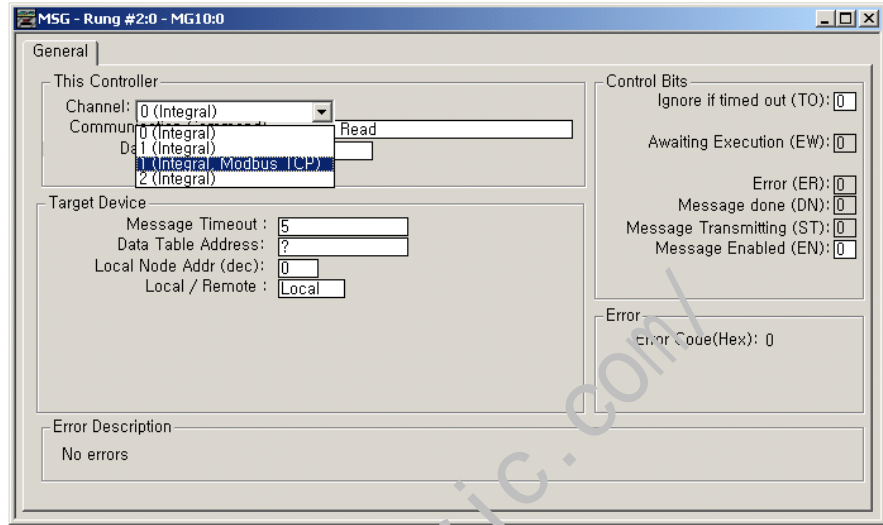 MSG - Rung #2:0 - MG10:0
General
This Controller
Channel: 0 (Integral)
0 (Integral)
1 (Integral)
1 (Integral, Modbus TCP)
2 (Integral)
Read
Target Device
Message Timeout : 5
Data Table Address: ?
Local Node Addr (dec): 0
Local / Remote : Local
Control Bits
Ignore if timed out (TO): 0
Awaiting Execution (EW): 0
Error (ER): 0
Message done (DN): 0
Message Transmitting (ST): 0
Message Enabled (EN): 0
Error
Error Code(Hex): 0
Error Description
No errors